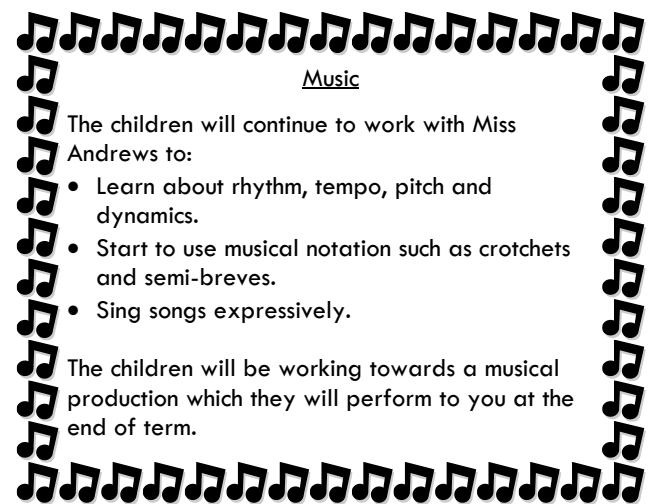 Music
The children will continue to work with Miss
Andrews to:
• Learn about rhythm, tempo, pitch and
dynamics.
• Start to use musical notation such as crotchets
and semi-breves.
• Sing songs expressively.
The children will be working towards a musical
production which they will perform to you at the
end of term.